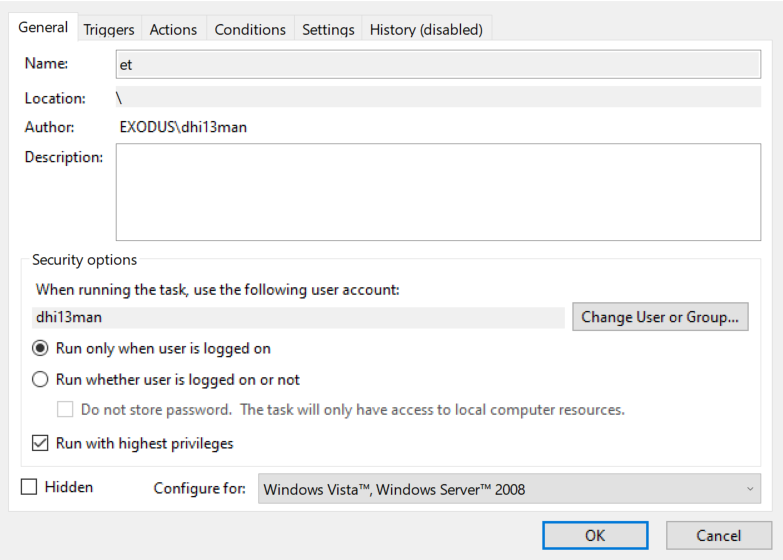 General Triggers Actions Conditions Settings History (disabled)
Name: et
Location: \
Author: EXODUS\dhi13man
Description:
Security options
When running the task, use the following user account:
dhi13man Change User or Group...
Run only when user is logged on
Run whether user is logged on or not
Do not store password. The task will only have access to local computer resources.
Run with highest privileges
Hidden Configure for: Windows Vista™, Windows Server™ 2008
OK Cancel